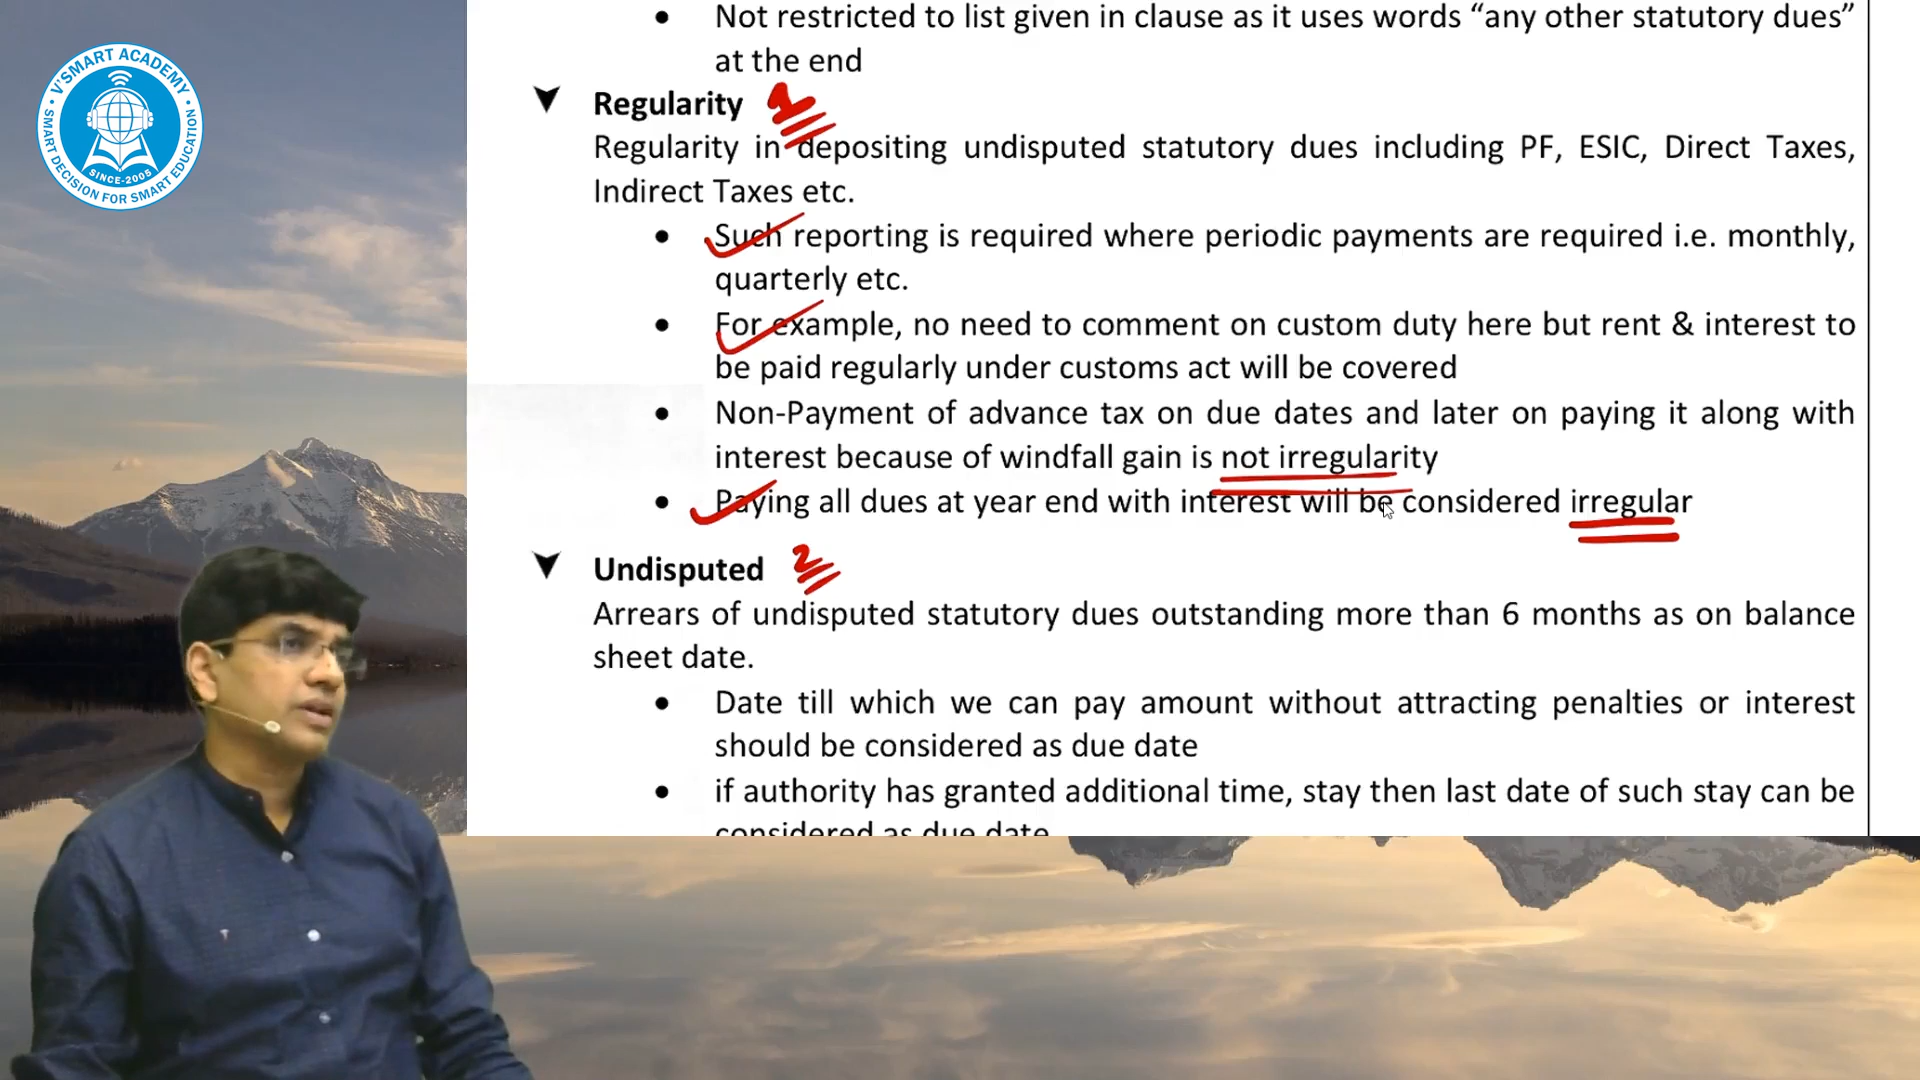 V'SMART ACADEMY
SMART DECISION FOR SMART EDUCATION
SINCE-2005
• Not restricted to list given in clause as it uses words “any other statutory dues”
at the end
Regularity 1
Regularity in depositing undisputed statutory dues including PF, ESIC, Direct Taxes,
Indirect Taxes etc.
• Such reporting is required where periodic payments are required i.e. monthly,
quarterly etc.
• For example, no need to comment on custom duty here but rent & interest to
be paid regularly under customs act will be covered
• Non-Payment of advance tax on due dates and later on paying it along with
interest because of windfall gain is not irregularity
• Paying all dues at year end with interest will be considered irregular
Undisputed 2
Arrears of undisputed statutory dues outstanding more than 6 months as on balance
sheet date.
• Date till which we can pay amount without attracting penalties or interest
should be considered as due date
• if authority has granted additional time, stay then last date of such stay can be
considered as due date